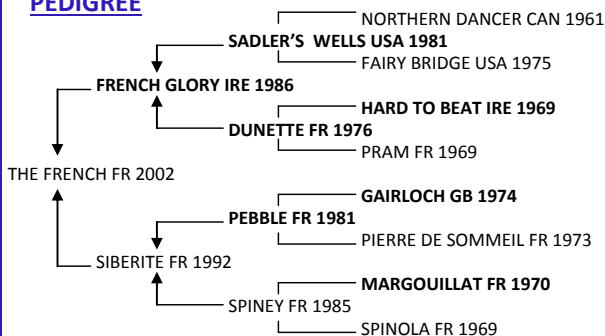 PEDIGREE
NORTHERN DANCER CAN 1961
SADLER'S WELLS USA 1981
FAIRY BRIDGE USA 1975
FRENCH GLORY IRE 1986
HARD TO BEAT IRE 1969
DUNETTE FR 1976
PRAM FR 1969
THE FRENCH FR 2002
GAIRLOCH GB 1974
PEBBLE FR 1981
PIERRE DE SOMMEIL FR 1973
SIBERITE FR 1992
MARGOUILLAT FR 1970
SPINEY FR 1985
SPINOLA FR 1969